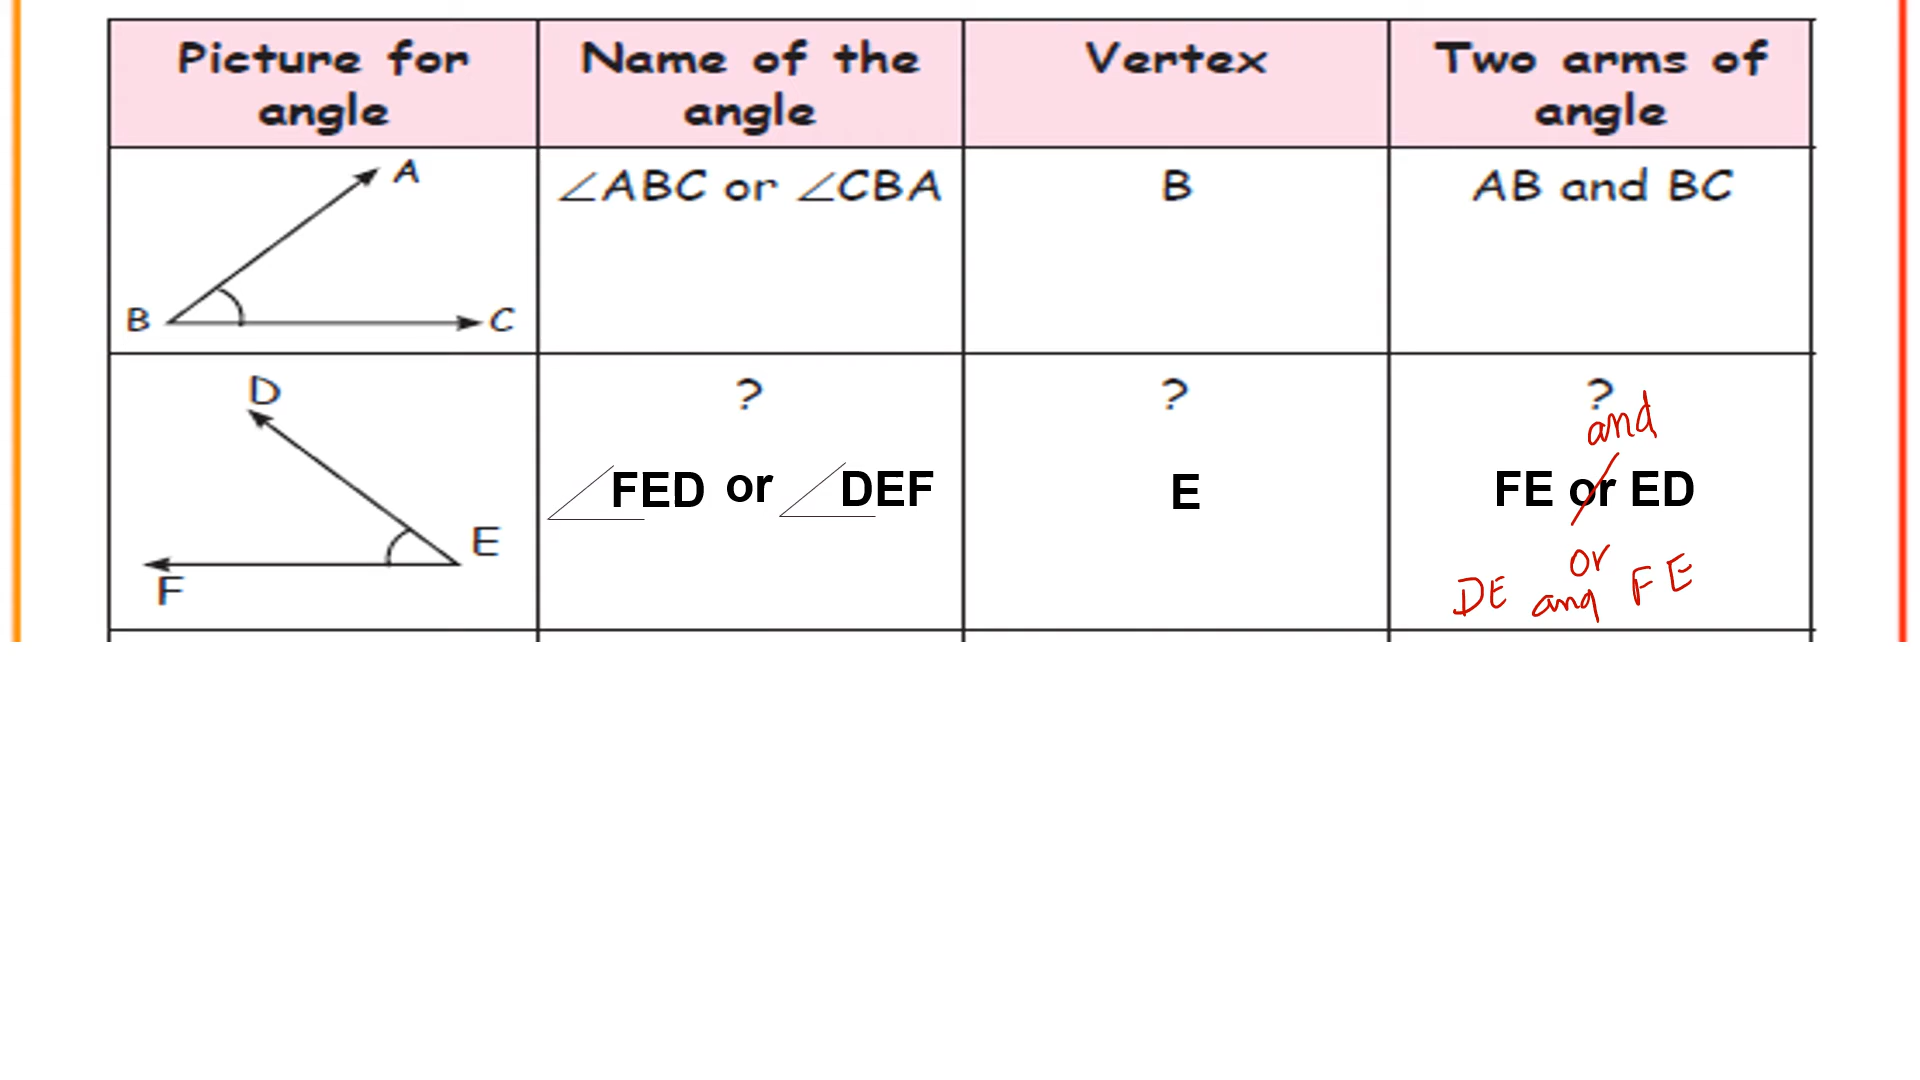 Picture for angle
Name of the angle
Vertex
Two arms of angle
A
B
C
∠ABC or ∠CBA
B
AB and BC
D
E
F
?
∠FED or ∠DEF
?
E
?
and
FE or ED
or
DE and FE